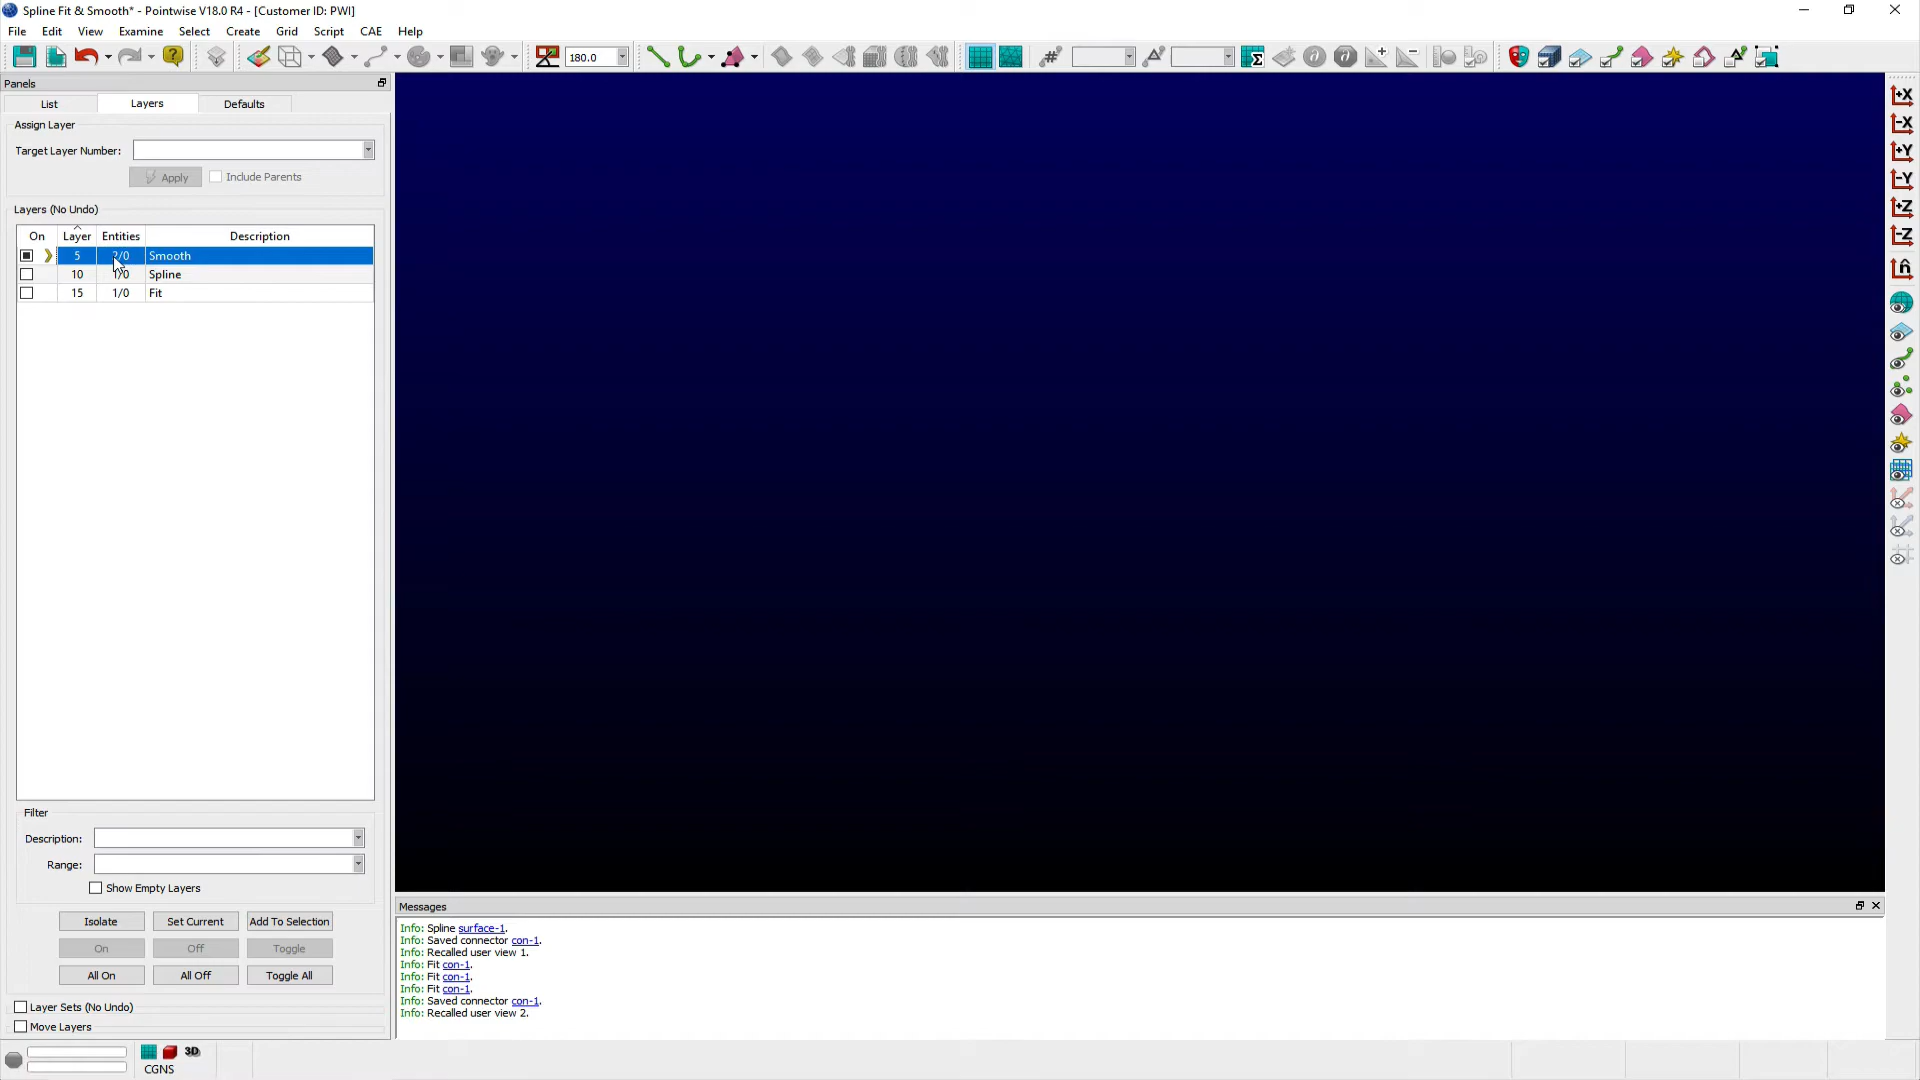 Spline Fit & Smooth* - Pointwise V18.0 R4 - [Customer ID: PWI]
File Edit View Examine Select Create Grid Script CAE Help
180.0
Panels
List Layers Defaults
Assign Layer
Target Layer Number:
Apply Include Parents
Layers (No Undo)
On Layer Entities Description
5 2/0 Smooth
10 1/0 Spline
15 1/0 Fit
Filter
Description:
Range:
Show Empty Layers
Isolate Set Current Add To Selection
On Off Toggle
All On All Off Toggle All
Layer Sets (No Undo)
Move Layers
Messages
Info: Spline surface-1.
Info: Saved connector con-1.
Info: Recalled user view 1.
Info: Fit con-1.
Info: Fit con-1.
Info: Fit con-1.
Info: Saved connector con-1.
Info: Recalled user view 2.
3D
CGNS
+X
-X
+Y
-Y
+Z
-Z
n̂